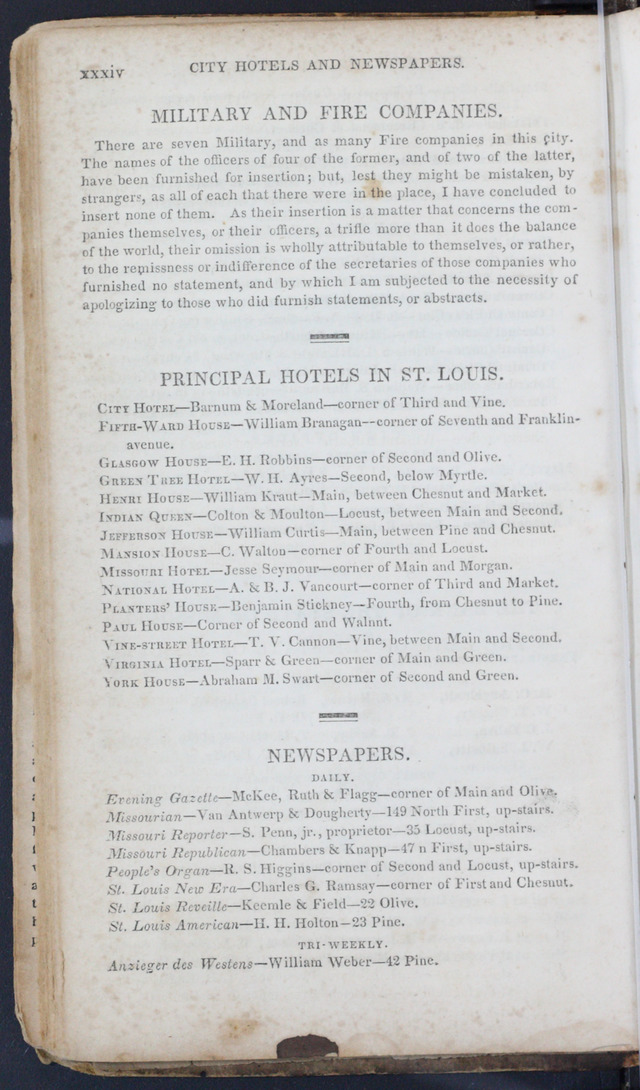 xxxiv
CITY HOTELS AND NEWSPAPERS.
MILITARY AND FIRE COMPANIES.
There are seven Military, and as many Fire companies in this city.
The names of the officers of four of the former, and of two of the latter,
have been furnished for insertion; but, lest they might be mistaken, by
strangers, as all of each that there were in the place, I have concluded to
insert none of them. As their insertion is a matter that concerns the com-
panies themselves, or their officers, a trifle more than it does the balance
of the world, their omission is wholly attributable to themselves, or rather,
to the remissness or indifference of the secretaries of those companies who
furnished no statement, and by which I am subjected to the necessity of
apologizing to those who did furnish statements, or abstracts.
PRINCIPAL HOTELS IN ST. LOUIS.
CITY HOTEL—Barnum & Moreland—corner of Third and Vine.
FIFTH-WARD HOUSE—William Branagan--corner of Seventh and Franklin-
avenue.
GLASGOW HOUSE—E. H. Robbins—corner of Second and Olive.
GREEN TREE HOTEL—W. H. Ayres—Second, below Myrtle.
HENRI HOUSE—William Kraut—Main, between Chesnut and Market.
INDIAN QUEEN—Colton & Moulton—Locust, between Main and Second.
JEFFERSON HOUSE—William Curtis—Main, between Pine and Chesnut.
MANSION HOUSE—C. Walton—corner of Fourth and Locust.
MISSOURI HOTEL—Jesse Seymour—corner of Main and Morgan.
NATIONAL HOTEL—A. & B. J. Vancourt—corner of Third and Market.
PLANTERS' HOUSE—Benjamin Stickney—Fourth, from Chesnut to Pine.
PAUL HOUSE—Corner of Second and Walnut.
VINE-STREET HOTEL—T. V. Cannon—Vine, between Main and Second.
VIRGINIA HOTEL—Sparr & Green—corner of Main and Green.
YORK HOUSE—Abraham M. Swart—corner of Second and Green.
NEWSPAPERS.
DAILY.
Evening Gazette—McKee, Ruth & Flagg—corner of Main and Olive.
Missourian—Van Antwerp & Dougherty—149 North First, up-stairs.
Missouri Reporter—S. Penn, jr., proprietor—35 Locust, up-stairs.
Missouri Republican—Chambers & Knapp—47 n First, up-stairs.
People's Organ—R. S. Higgins—corner of Second and Locust, up-stairs.
St. Louis New Era—Charles G. Ramsay—corner of First and Chesnut.
St. Louis Reveille—Keemle & Field—22 Olive.
St. Louis American—H. H. Holton—23 Pine.
TRI-WEEKLY.
Anzieger des Westens—William Weber—42 Pine.